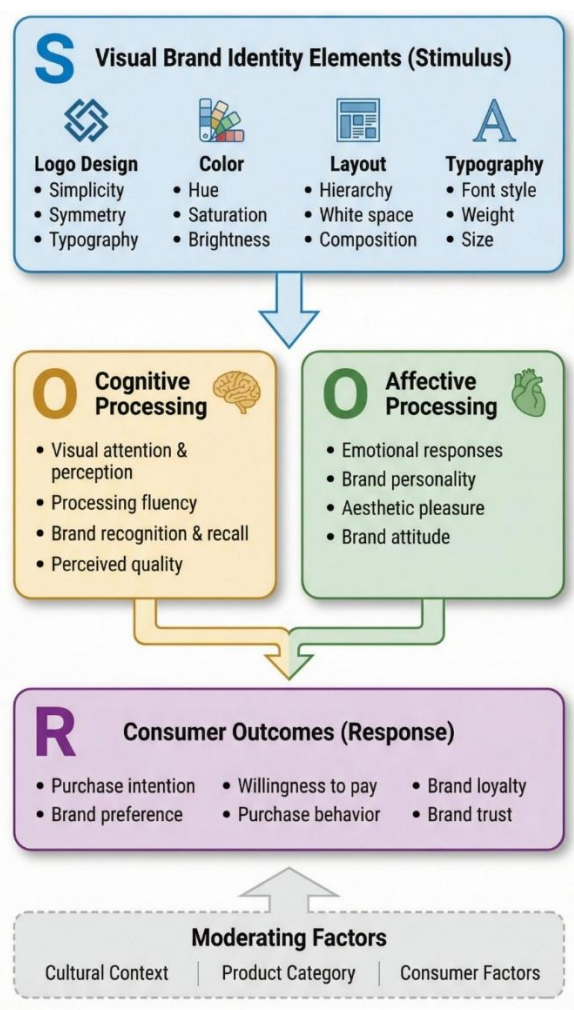 S Visual Brand Identity Elements (Stimulus)
Logo Design
• Simplicity
• Symmetry
• Typography
Color
• Hue
• Saturation
• Brightness
Layout
• Hierarchy
• White space
• Composition
A
Typography
• Font style
• Weight
• Size
O Cognitive
Processing
• Visual attention &
perception
• Processing fluency
• Brand recognition & recall
• Perceived quality
O Affective
Processing
• Emotional responses
• Brand personality
• Aesthetic pleasure
• Brand attitude
R Consumer Outcomes (Response)
• Purchase intention • Willingness to pay • Brand loyalty
• Brand preference • Purchase behavior • Brand trust
Moderating Factors
Cultural Context | Product Category | Consumer Factors